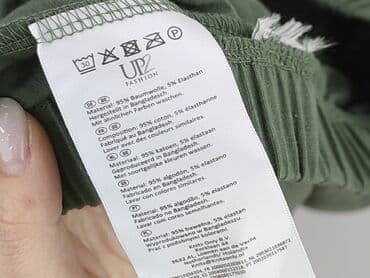 30
P
UP2
FASHION
Material: 95% Baumwolle, 5% Elasthan
Hergestellt in Bangladesch.
Mit ähnlichen Farben waschen.
Composition: 95% coton, 5% élasthanne
Fabriqué au Bangladesh.
Laver avec des couleurs similaires.
Materiaal: 95% katoen, 5% elastaan
Geproduceerd in Bangladesh.
Met soortgelijke kleuren wassen.
Material: 95% algodón, 5% elastano
Fabricado en Bangladesh.
Lavar con colores similares.
Material: 95% algodão, 5% elastano
Fabricado no Bangladesh.
Lavar com cores semelhantes.
Materiał: 95% bawełna, 5% elastan
Wyprodukowano w Bangladeszu.
Prać z podobnymi kolorami.
Krets Only B.V.